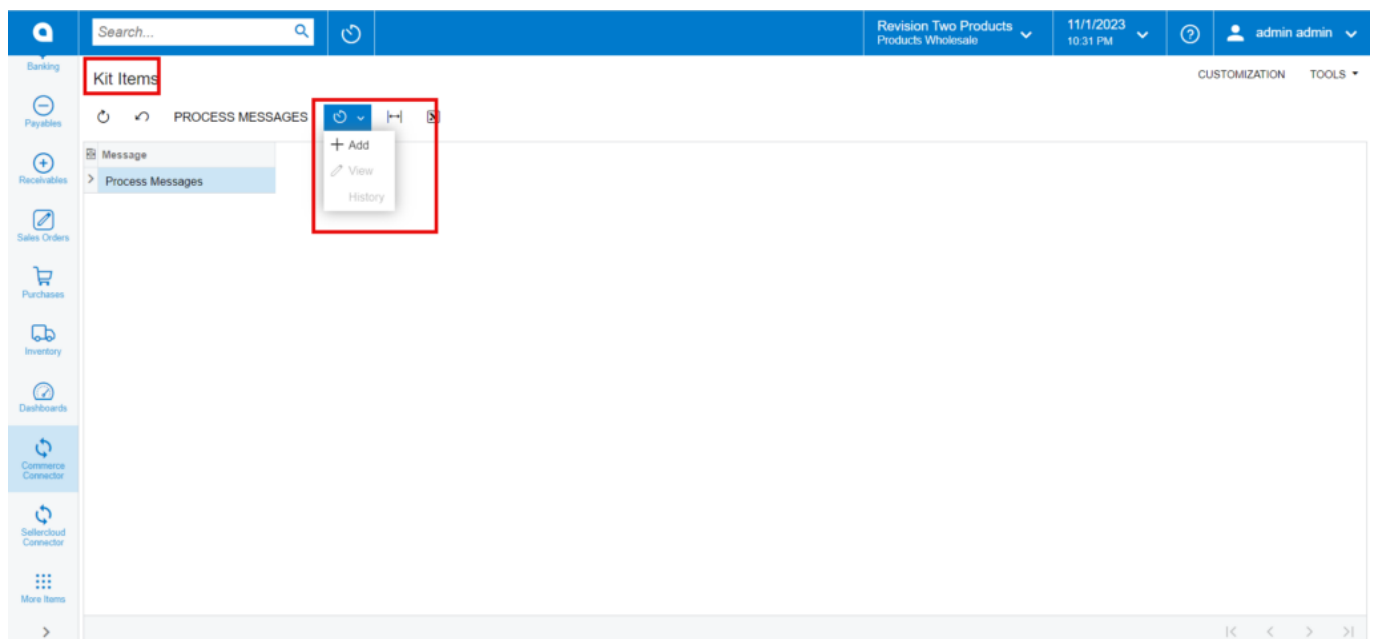 Search...
Revision Two Products
Products Wholesale
11/1/2023
10:31 PM
admin admin
Banking
Payables
Receivables
Sales Orders
Purchases
Inventory
Dashboards
Commerce
Connector
Sellercloud
Connector
More Items
Kit Items
CUSTOMIZATION
TOOLS
PROCESS MESSAGES
Add
View
History
Message
Process Messages